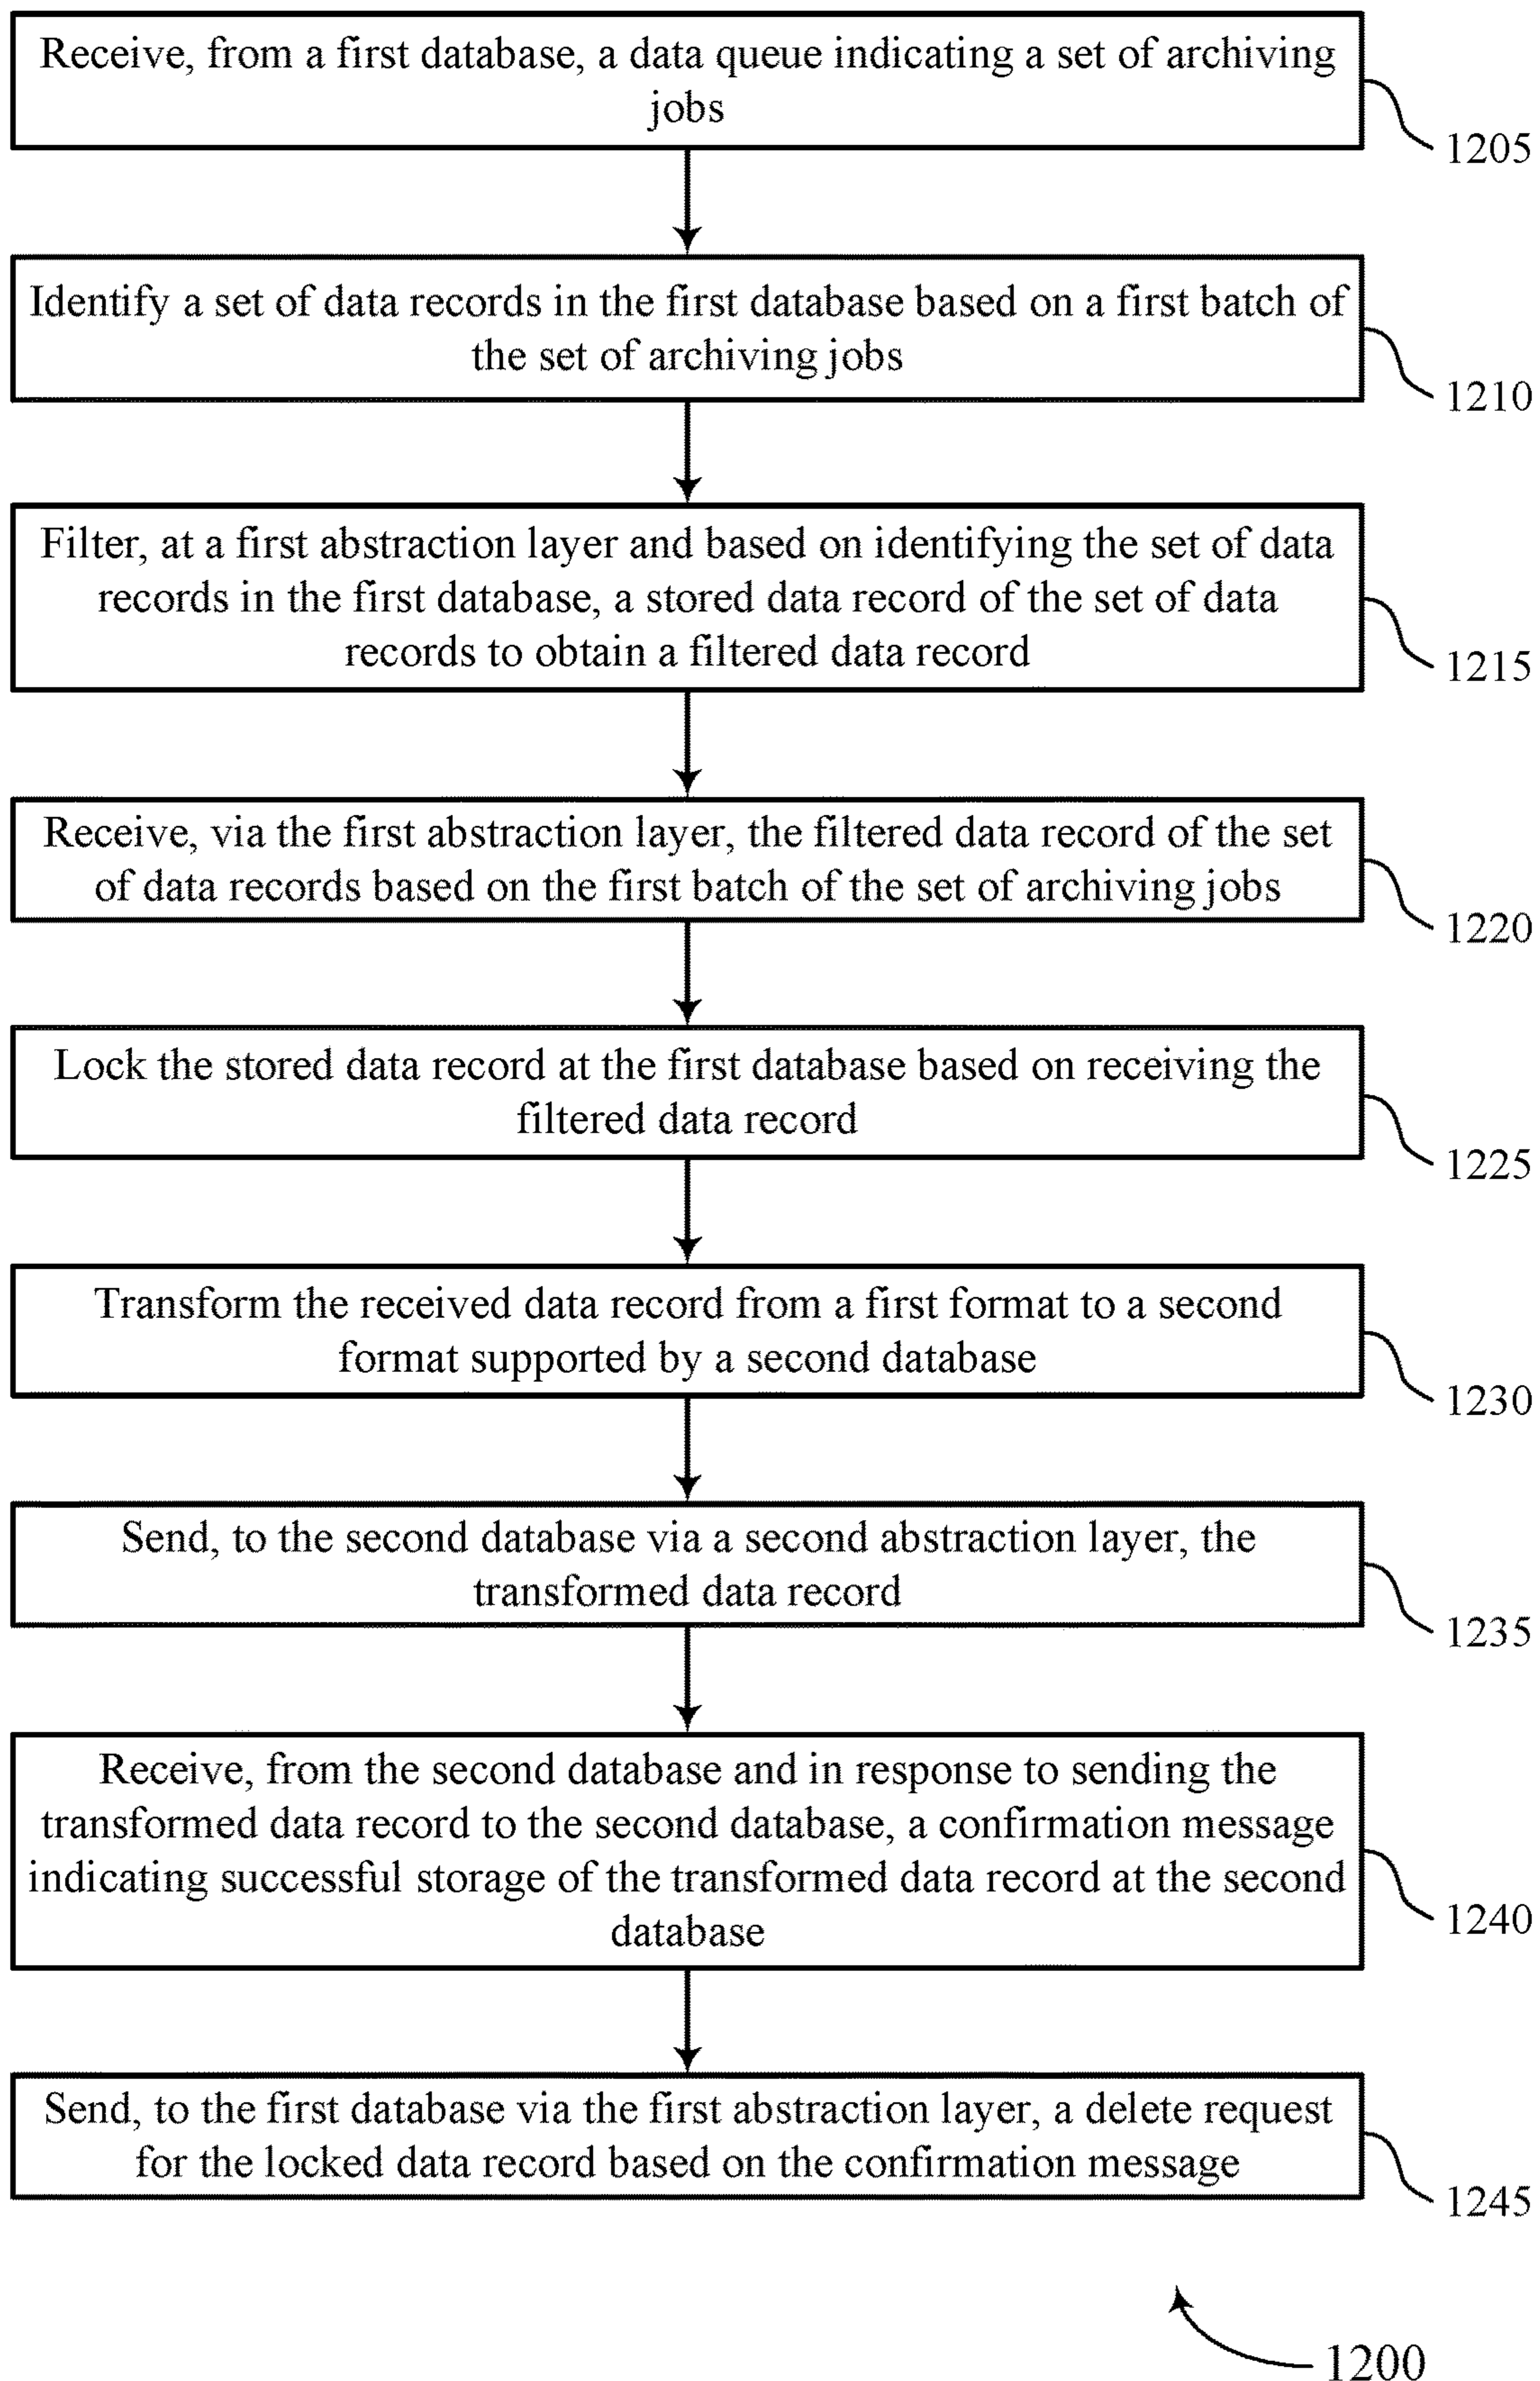 Receive, from a first database, a data queue indicating a set of archiving
jobs
1205
Identify a set of data records in the first database based on a first batch of
the set of archiving jobs
1210
Filter, at a first abstraction layer and based on identifying the set of data
records in the first database, a stored data record of the set of data
records to obtain a filtered data record
1215
Receive, via the first abstraction layer, the filtered data record of the set
of data records based on the first batch of the set of archiving jobs
1220
Lock the stored data record at the first database based on receiving the
filtered data record
1225
Transform the received data record from a first format to a second
format supported by a second database
1230
Send, to the second database via a second abstraction layer, the
transformed data record
1235
Receive, from the second database and in response to sending the
transformed data record to the second database, a confirmation message
indicating successful storage of the transformed data record at the second
database
1240
Send, to the first database via the first abstraction layer, a delete request
for the locked data record based on the confirmation message
1245
1200